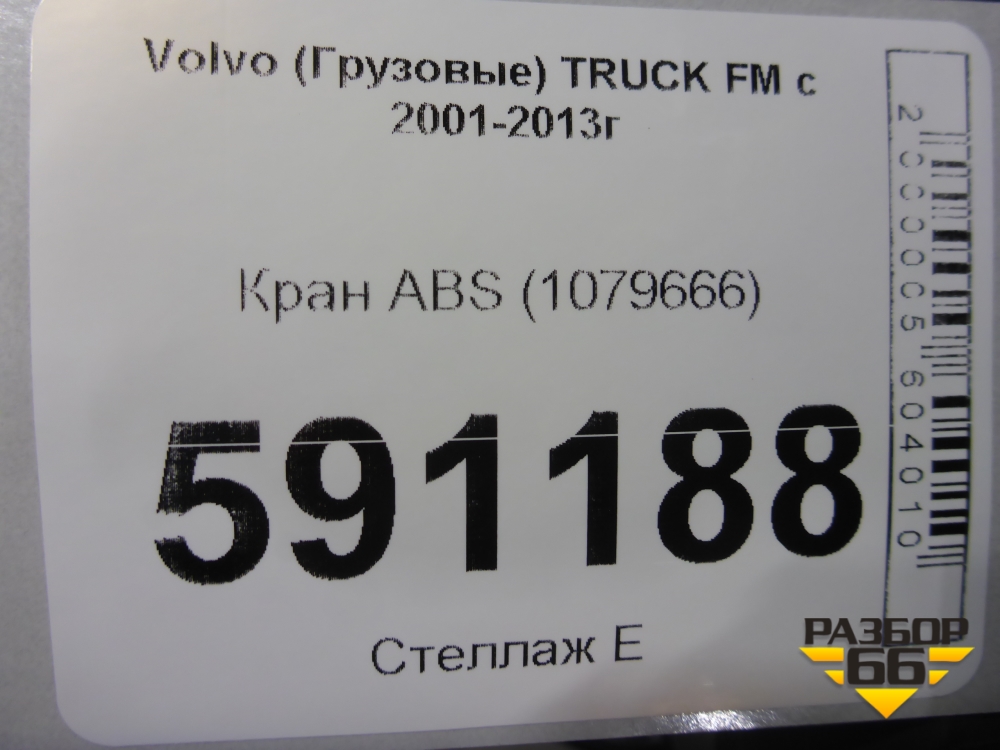 Volvo (Грузовые) TRUCK FM с
2001-2013г
Кран ABS (1079666)
591188
Стеллаж Е
2000005604010
РАЗБОР
66